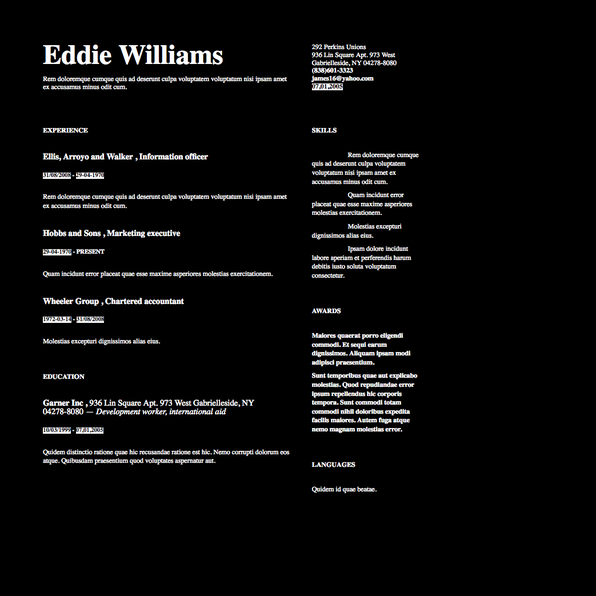 Eddie Williams
Rem doloremque cumque quis ad deserunt culpa voluptatem voluptatum nisi ipsam amet
ex accusamus minus odit cum.
EXPERIENCE
Ellis, Arroyo and Walker , Information officer
31/08/2008 - 29-04-1970
Rem doloremque cumque quis ad deserunt culpa voluptatem voluptatum nisi ipsam amet
ex accusamus minus odit cum.
Hobbs and Sons , Marketing executive
29-04-1970 - PRESENT
Quam incidunt error placeat quae esse maxime asperiores molestias exercitationem.
Wheeler Group , Chartered accountant
1972-03-14 - 31/08/2008
Molestias excepturi dignissimos alias eius.
EDUCATION
Garner Inc , 936 Lin Square Apt. 973 West Gabrielleside, NY
04278-8080 — Development worker, international aid
10/03/1999 - 07.01.2005
Quidem distinctio ratione quae hic recusandae ratione est hic. Nemo corrupti dolorum eos
atque. Quibusdam praesentium quod voluptates aspernatur aut.
292 Perkins Unions
936 Lin Square Apt. 973 West
Gabrielleside, NY 04278-8080
(838)601-3323
james16@yahoo.com
07.01.2005
SKILLS
Rem doloremque cumque
quis ad deserunt culpa voluptatem
voluptatum nisi ipsam amet ex
accusamus minus odit cum.
Quam incidunt error
placeat quae esse maxime asperiores
molestias exercitationem.
Molestias excepturi
dignissimos alias eius.
Ipsam dolore incidunt
labore aperiam et perferendis harum
debitis iusto soluta voluptatum
consectetur.
AWARDS
Maiores quaerat porro eligendi
commodi. Et sequi earum
dignissimos. Aliquam ipsam modi
adipisci praesentium.
Sunt temporibus quae aut explicabo
molestias. Quod repudiandae error
ipsum repellendus hic corporis
tempora. Sunt commodi totam
commodi nihil doloribus expedita
facilis maiores. Autem fuga atque
nemo magnam molestias error.
LANGUAGES
Quidem id quae beatae.